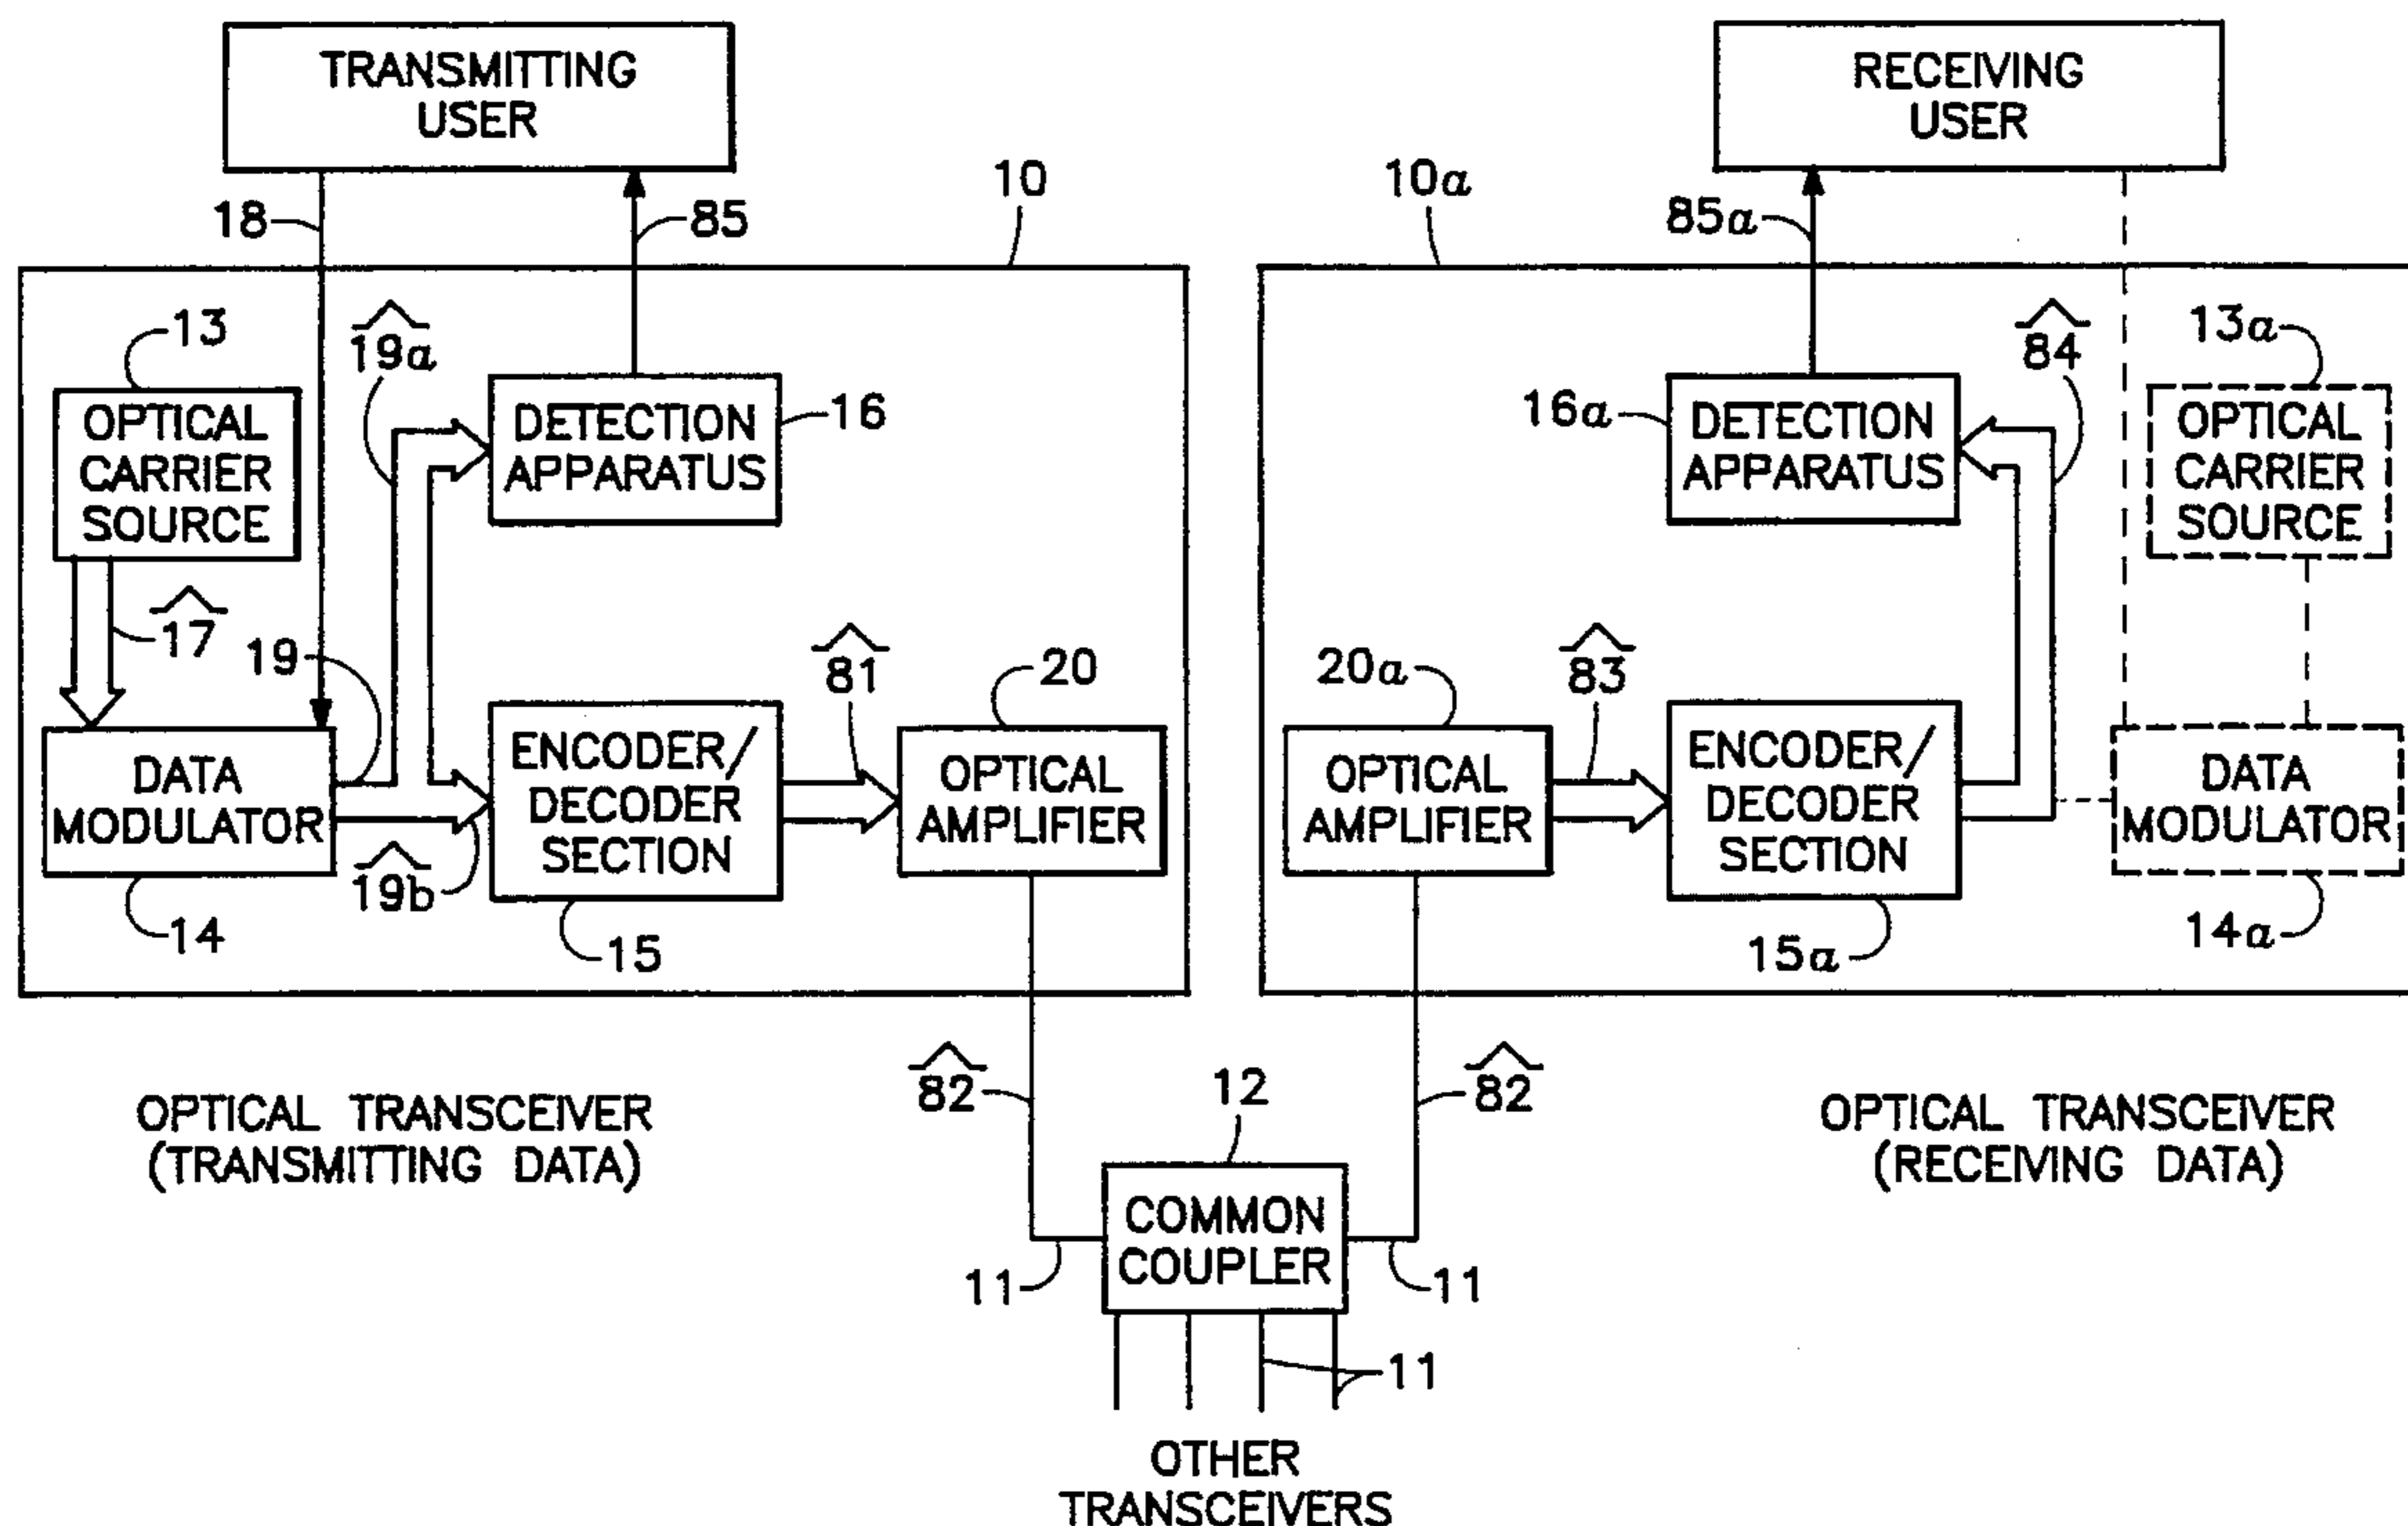 TRANSMITTING
USER
RECEIVING
USER
18
85
10
10a
85a
13
19a
16
84
13a
OPTICAL
CARRIER
SOURCE
DETECTION
APPARATUS
16a
DETECTION
APPARATUS
OPTICAL
CARRIER
SOURCE
17
19
81
20
20a
83
DATA
MODULATOR
ENCODER/
DECODER
SECTION
OPTICAL
AMPLIFIER
OPTICAL
AMPLIFIER
ENCODER/
DECODER
SECTION
DATA
MODULATOR
19b
14
15
15a
14a
82
12
82
OPTICAL TRANSCEIVER
(TRANSMITTING DATA)
OPTICAL TRANSCEIVER
(RECEIVING DATA)
COMMON
COUPLER
11
11
11
OTHER
TRANSCEIVERS